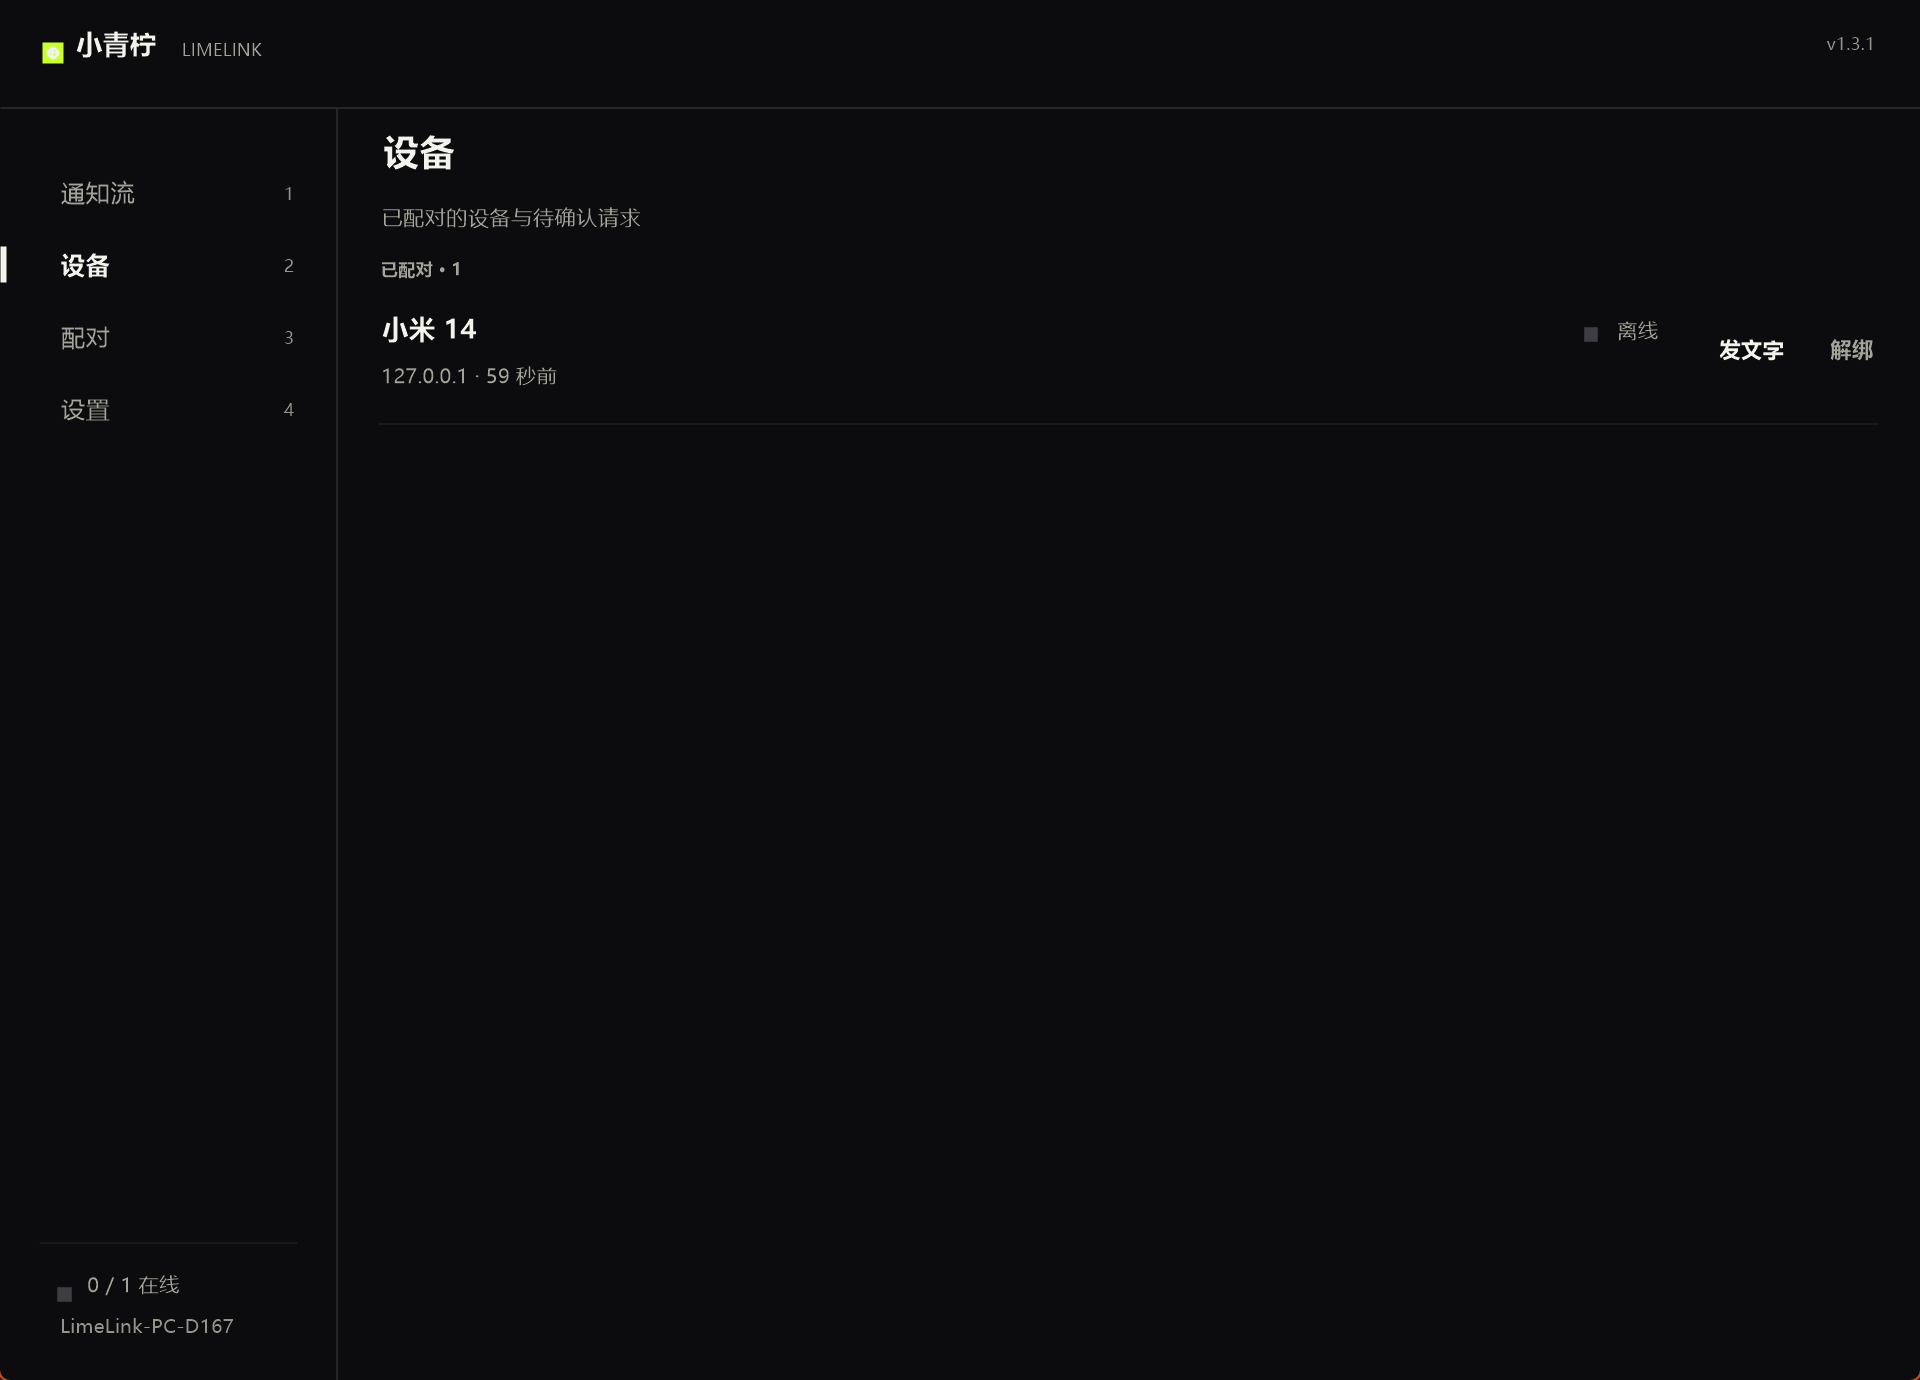 小青柠 LIMELINK
v1.3.1
通知流 1
设备 2
配对 3
设置 4
0 / 1 在线
LimeLink-PC-D167
设备
已配对的设备与待确认请求
已配对 • 1
小米 14
127.0.0.1 · 59 秒前
离线
发文字
解绑